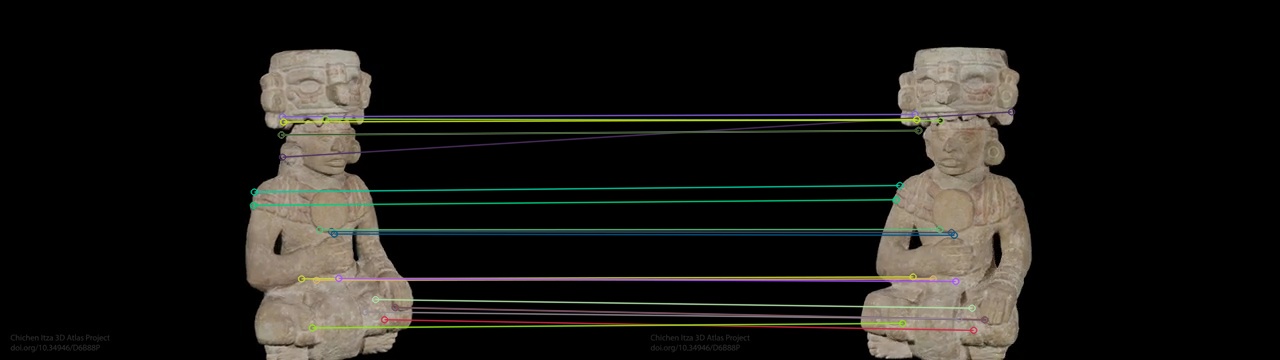 Chichen Itza 3D Atlas Project
doi.org/10.34946/D6B88P
Chichen Itza 3D Atlas Project
doi.org/10.34946/D6B88P